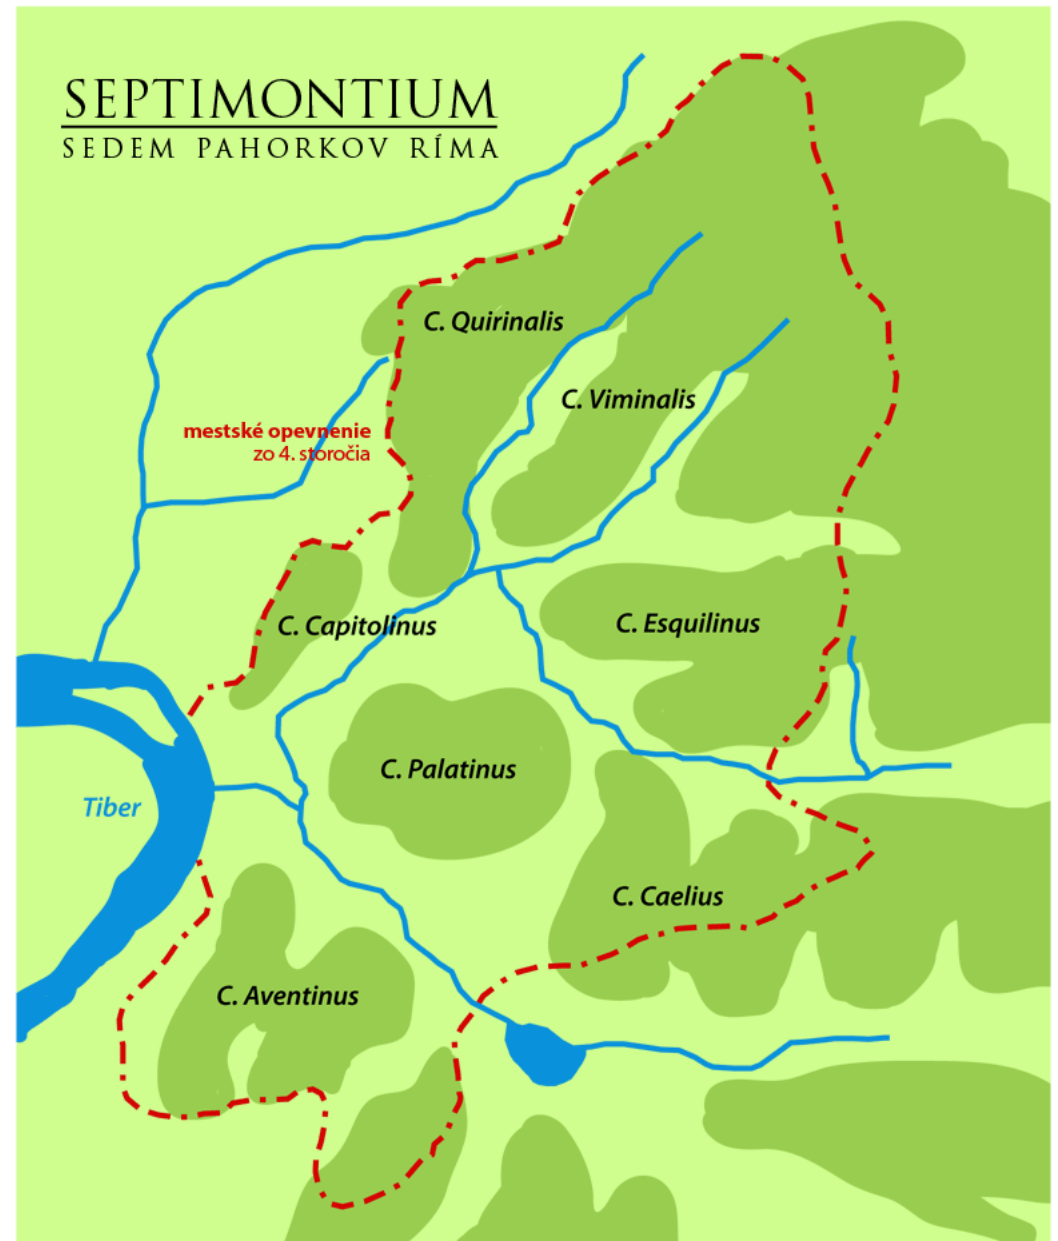 SEPTIMONTIUM
SEDEM PAHORKOV RÍMA
C. Quirinalis
C. Viminalis
mestské opevnenie
zo 4. storočia
C. Capitolinus
C. Esquilinus
C. Palatinus
Tiber
C. Caelius
C. Aventinus